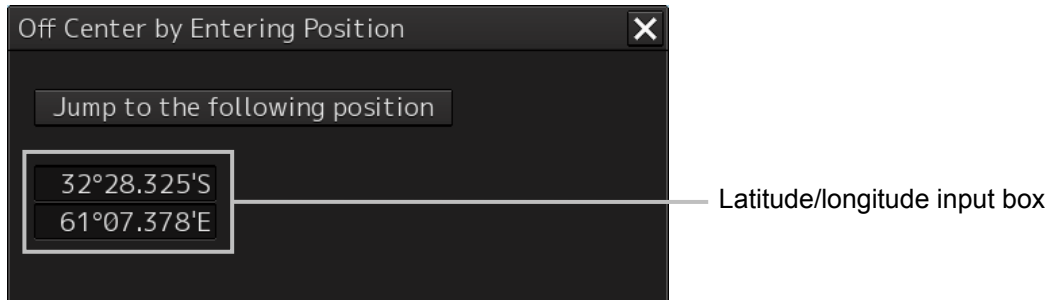 Off Center by Entering Position
Jump to the following position
32°28.325'S
61°07.378'E
Latitude/longitude input box